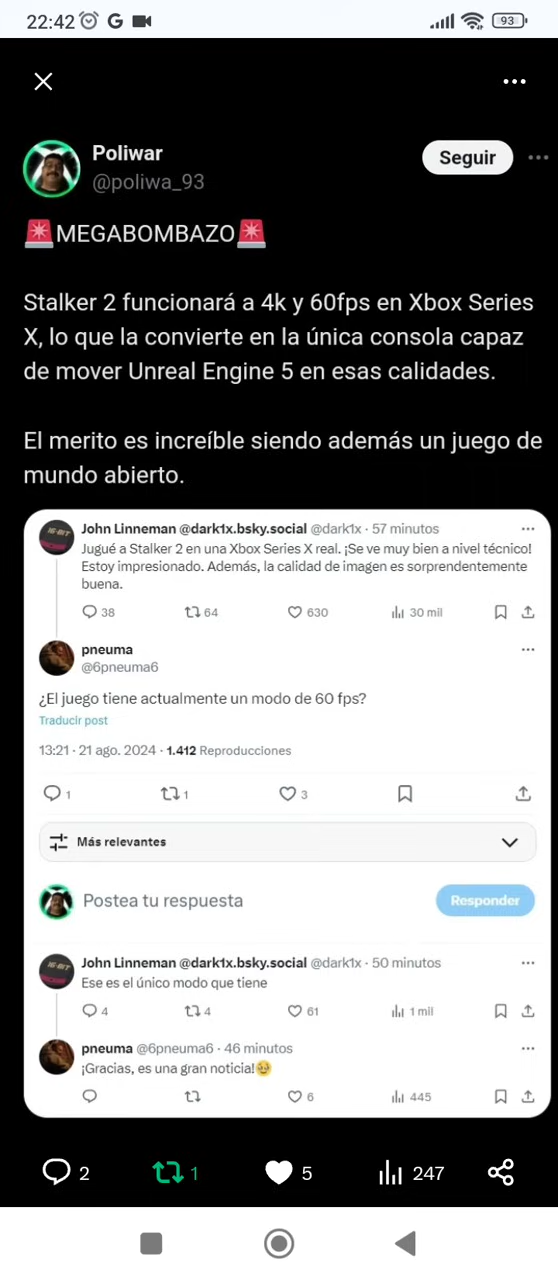 22:42
G
93
Poliwar
@poliwa_93
Seguir
🚨MEGABOMBAZO🚨
Stalker 2 funcionará a 4k y 60fps en Xbox Series
X, lo que la convierte en la única consola capaz
de mover Unreal Engine 5 en esas calidades.
El merito es increíble siendo además un juego de
mundo abierto.
16-BIT
John Linneman @dark1x.bsky.social @dark1x · 57 minutos
Jugué a Stalker 2 en una Xbox Series X real. ¡Se ve muy bien a nivel técnico!
Estoy impresionado. Además, la calidad de imagen es sorprendentemente
buena.
38 64 630 30 mil
pneuma
@6pneuma6
¿El juego tiene actualmente un modo de 60 fps?
Traducir post
13:21 · 21 ago. 2024 · 1.412 Reproducciones
1 1 3
Más relevantes
Postea tu respuesta
Responder
16-BIT
John Linneman @dark1x.bsky.social @dark1x · 50 minutos
Ese es el único modo que tiene
4 4 61 1 mil
pneuma @6pneuma6 · 46 minutos
¡Gracias, es una gran noticia!🥹
6 445
2 1 5 247